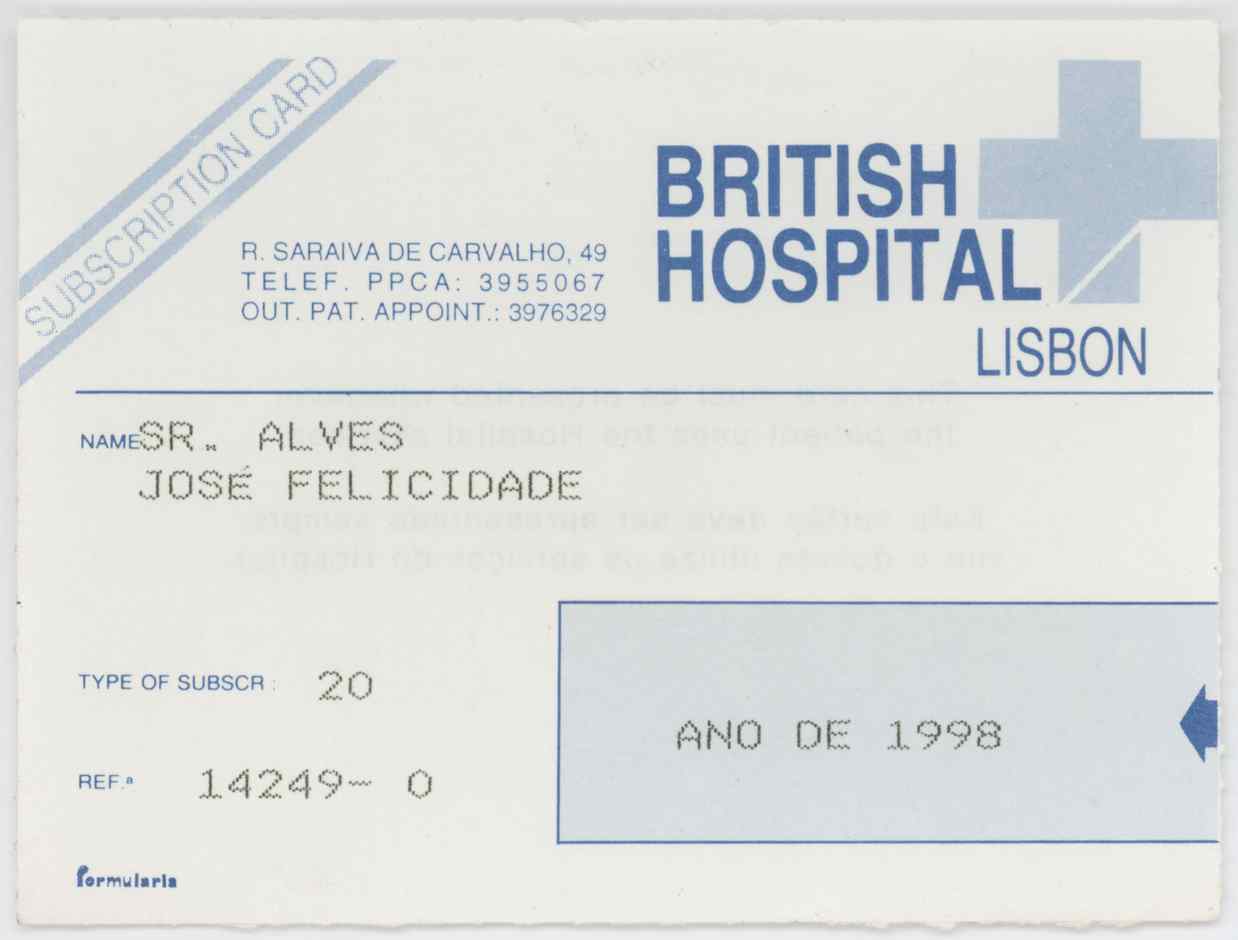 SUBSCRIPTION CARD
BRITISH
HOSPITAL
LISBON
R. SARAIVA DE CARVALHO, 49
TELEF. PPCA: 3955067
OUT. PAT. APPOINT.: 3976329
NAME SR. ALVES
JOSÉ FELICIDADE
TYPE OF SUBSCR : 20
ANO DE 1998
REF.ª 14249- 0
formularia